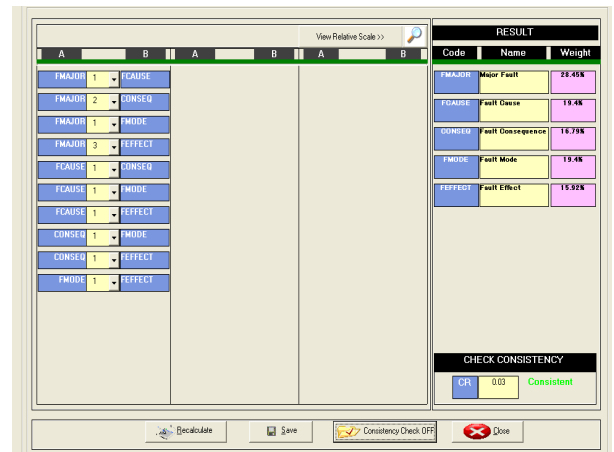 View Relative Scale >>
A B A B A B
FMAJOR 1 FCAUSE
FMAJOR 2 CONSEQ
FMAJOR 1 FMODE
FMAJOR 3 FEFFECT
FCAUSE 1 CONSEQ
FCAUSE 1 FMODE
FCAUSE 1 FEFFECT
CONSEQ 1 FMODE
CONSEQ 1 FEFFECT
FMODE 1 FEFFECT
RESULT
Code Name Weight
FMAJOR Major Fault 28.45%
FCAUSE Fault Cause 19.4%
CONSEQ Fault Consequence 16.79%
FMODE Fault Mode 19.4%
FEFFECT Fault Effect 15.92%
CHECK CONSISTENCY
CR 0.03 Consistent
Recalculate Save Consistency Check OFF Close